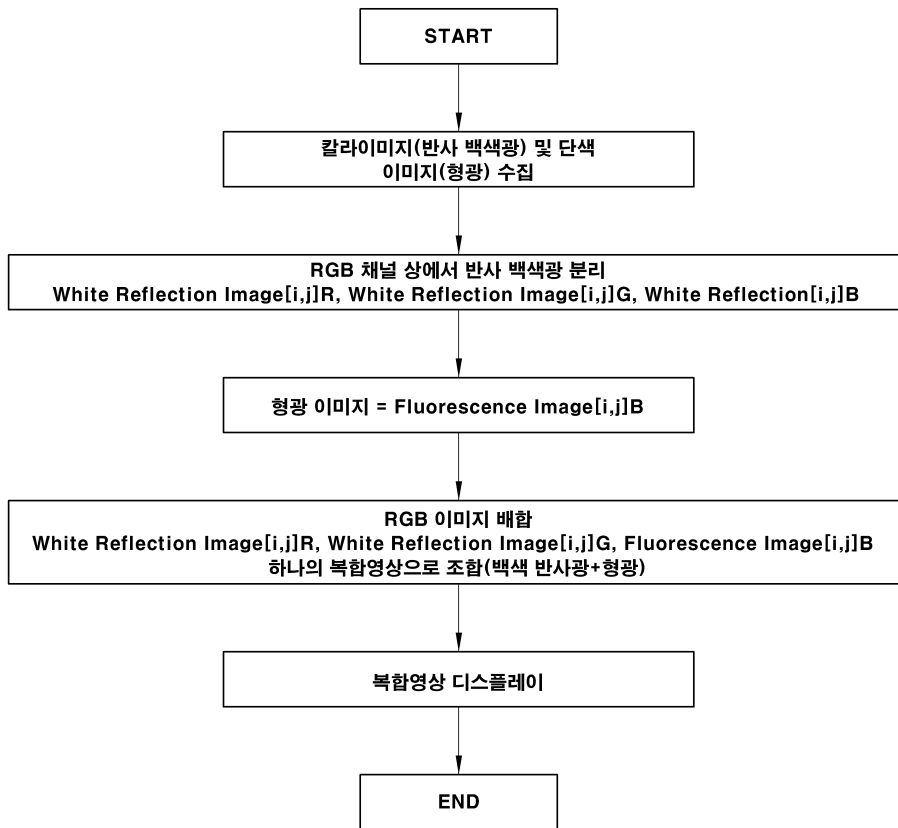 START
칼라이미지(반사 백색광) 및 단색
이미지(형광) 수집
RGB 채널 상에서 반사 백색광 분리
White Reflection Image[i,j]R, White Reflection Image[i,j]G, White Reflection[i,j]B
형광 이미지 = Fluorescence Image[i,j]B
RGB 이미지 배합
White Reflection Image[i,j]R, White Reflection Image[i,j]G, Fluorescence Image[i,j]B
하나의 복합영상으로 조합(백색 반사광+형광)
복합영상 디스플레이
END